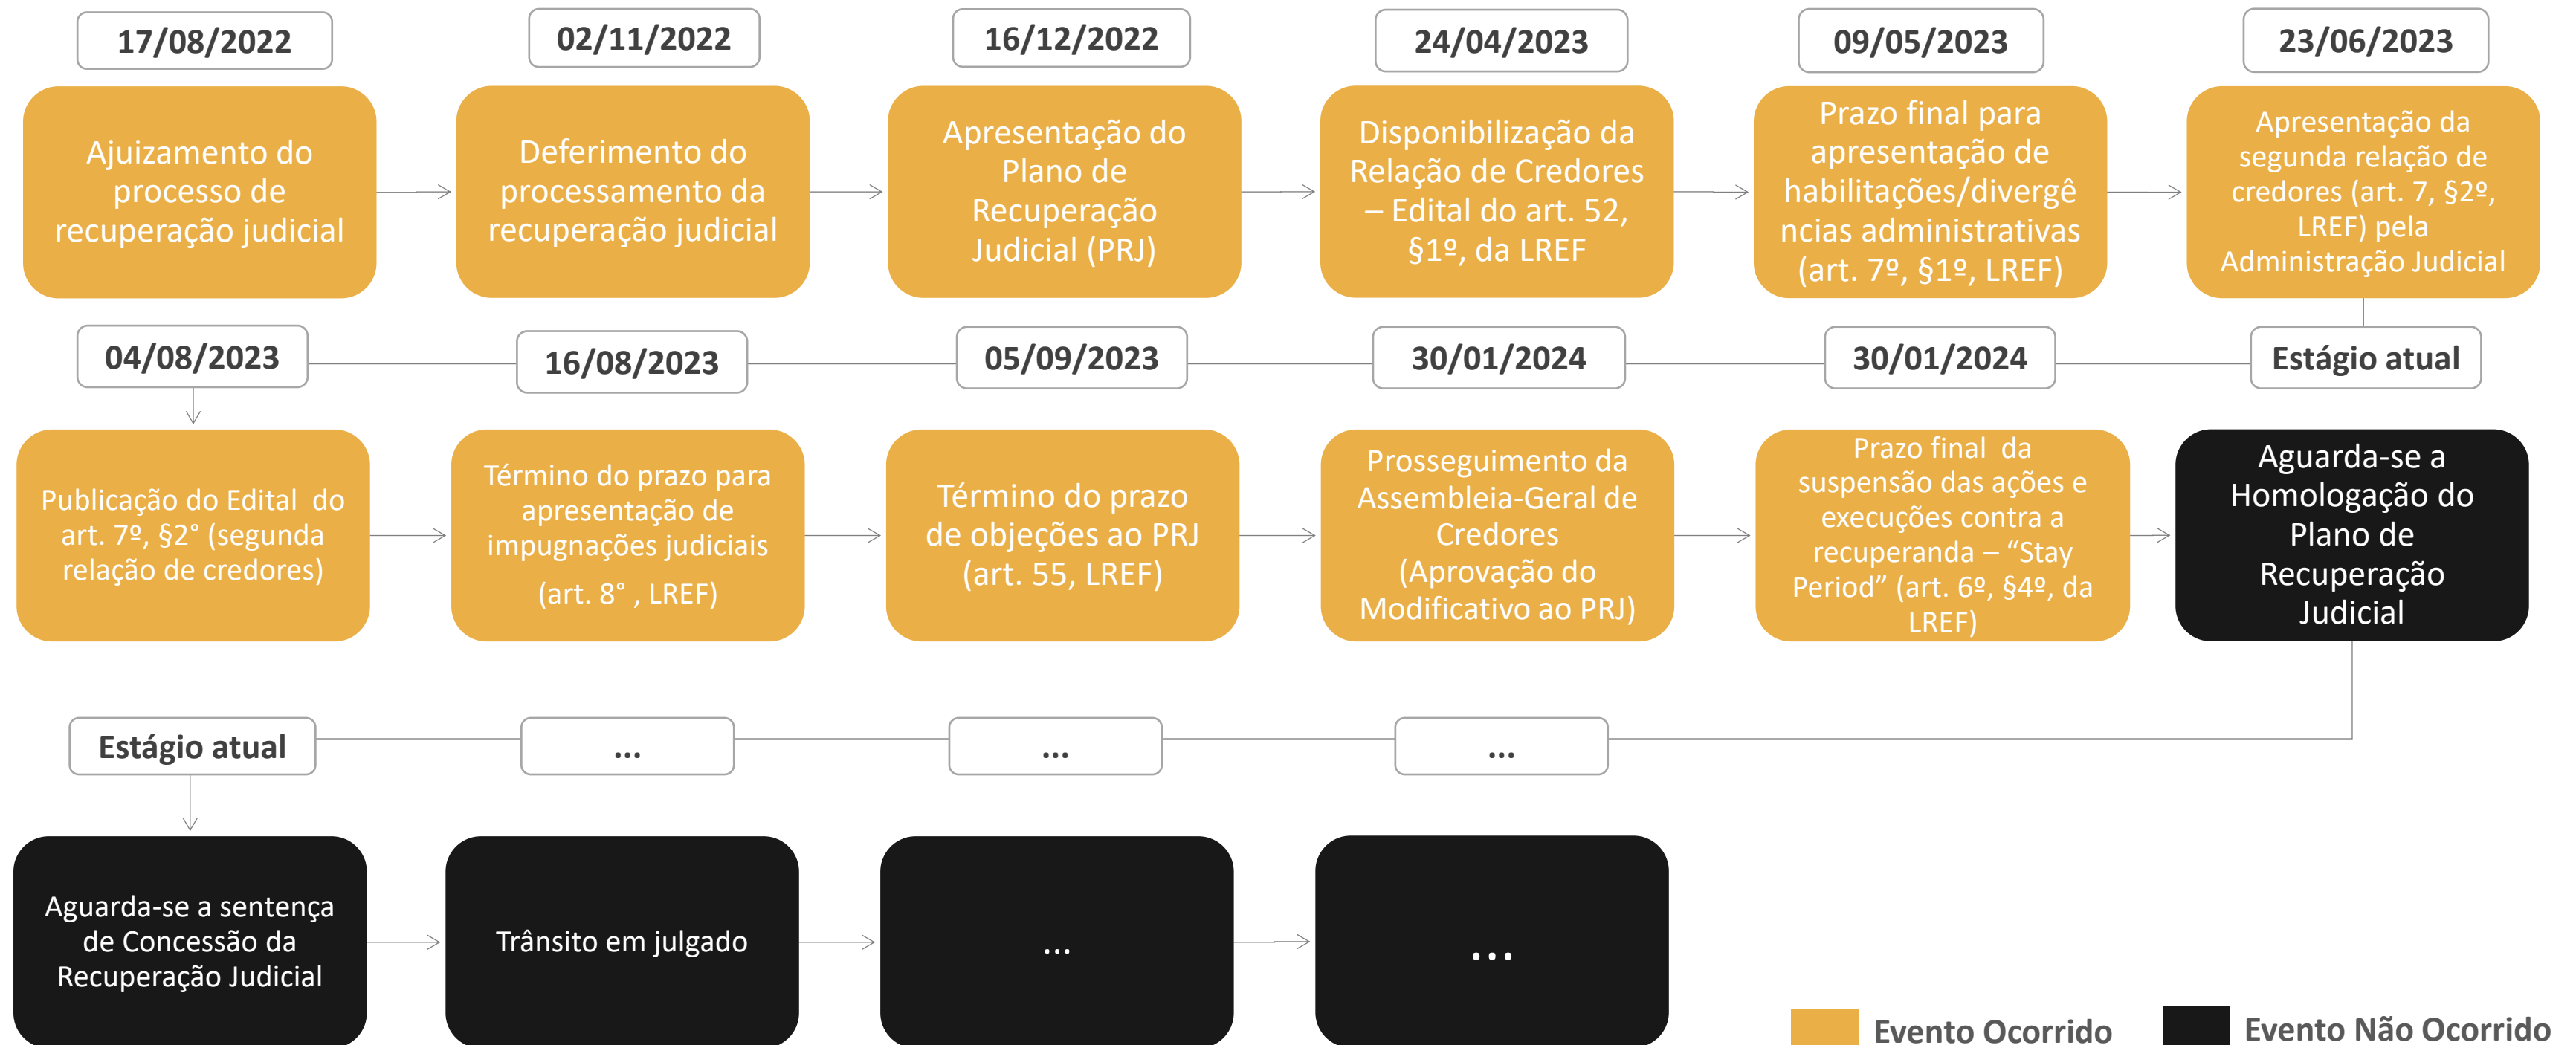 17/08/2022
02/11/2022
16/12/2022
24/04/2023
09/05/2023
23/06/2023
Ajuizamento do
processo de
recuperação judicial
Deferimento do
processamento da
recuperação judicial
Apresentação do
Plano de
Recuperação
Judicial (PRJ)
Disponibilização da
Relação de Credores
– Edital do art. 52,
§1º, da LREF
Prazo final para
apresentação de
habilitações/divergê
ncias administrativas
(art. 7º, §1º, LREF)
Apresentação da
segunda relação de
credores (art. 7, §2º,
LREF) pela
Administração Judicial
04/08/2023
16/08/2023
05/09/2023
30/01/2024
30/01/2024
Estágio atual
Publicação do Edital do
art. 7º, §2° (segunda
relação de credores)
Término do prazo para
apresentação de
impugnações judiciais
(art. 8° , LREF)
Término do prazo
de objeções ao PRJ
(art. 55, LREF)
Prosseguimento da
Assembleia-Geral de
Credores
(Aprovação do
Modificativo ao PRJ)
Prazo final da
suspensão das ações e
execuções contra a
recuperanda – “Stay
Period” (art. 6º, §4º, da
LREF)
Aguarda-se a
Homologação do
Plano de
Recuperação
Judicial
Estágio atual
...
...
...
Aguarda-se a sentença
de Concessão da
Recuperação Judicial
Trânsito em julgado
...
...
Evento Ocorrido
Evento Não Ocorrido